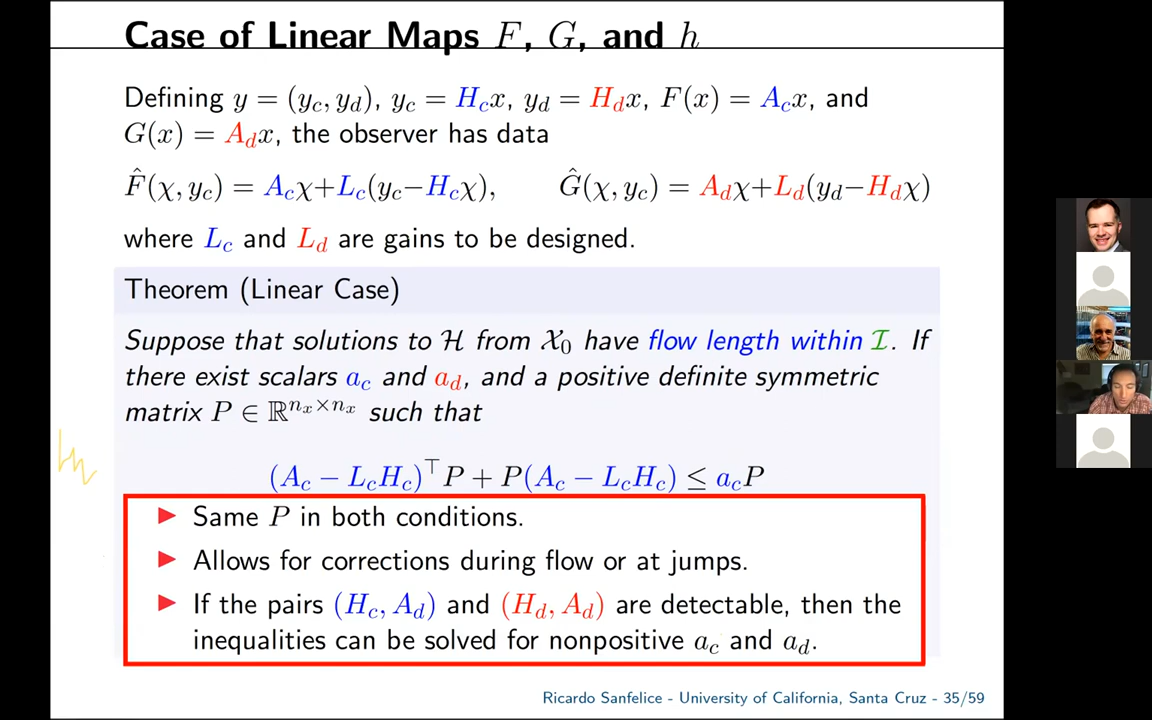 Case of Linear Maps F, G, and h
Defining y = (y_c, y_d), y_c = H_c x, y_d = H_d x, F(x) = A_c x, and
G(x) = A_d x, the observer has data
F̂(χ, y_c) = A_c χ+L_c(y_c−H_c χ), Ĝ(χ, y_c) = A_d χ+L_d(y_d−H_d χ)
where L_c and L_d are gains to be designed.
Theorem (Linear Case)
Suppose that solutions to ℋ from 𝒳_0 have flow length within ℐ. If
there exist scalars a_c and a_d, and a positive definite symmetric
matrix P ∈ ℝ^{n_x×n_x} such that
(A_c − L_c H_c)^⊤ P + P(A_c − L_c H_c) ≤ a_c P
▶ Same P in both conditions.
▶ Allows for corrections during flow or at jumps.
▶ If the pairs (H_c, A_d) and (H_d, A_d) are detectable, then the
inequalities can be solved for nonpositive a_c and a_d.
Ricardo Sanfelice - University of California, Santa Cruz - 35/59